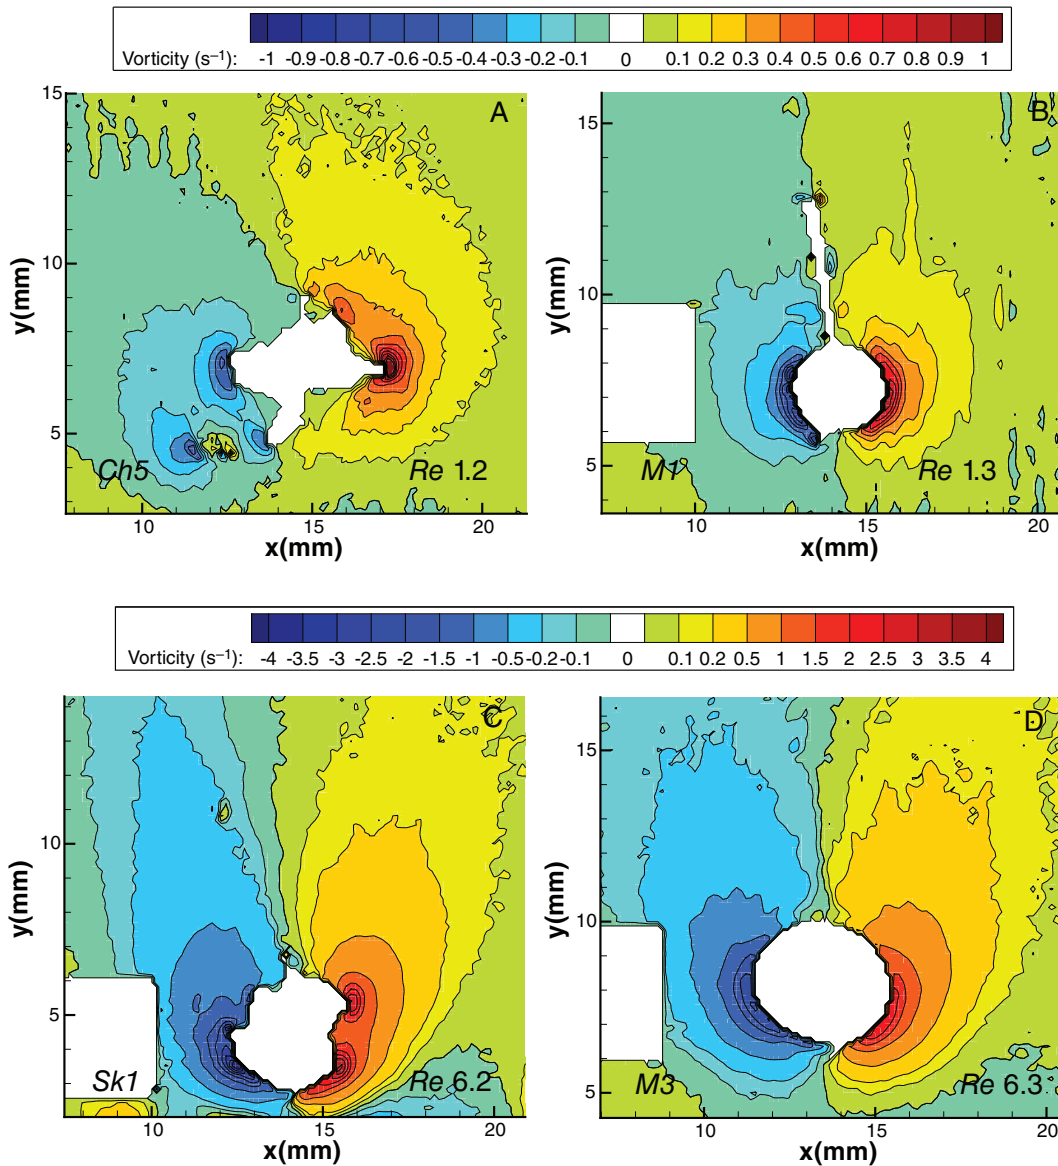 Vorticity (s⁻¹): -1 -0.9 -0.8 -0.7 -0.6 -0.5 -0.4 -0.3 -0.2 -0.1 0 0.1 0.2 0.3 0.4 0.5 0.6 0.7 0.8 0.9 1
A
15
10
5
y(mm)
Ch5
Re 1.2
10 15 20
x(mm)
B
15
10
5
y(mm)
M1
Re 1.3
10 15 20
x(mm)
Vorticity (s⁻¹): -4 -3.5 -3 -2.5 -2 -1.5 -1 -0.5 -0.2 -0.1 0 0.1 0.2 0.5 1 1.5 2 2.5 3 3.5 4
C
10
5
y(mm)
Sk1
Re 6.2
10 15 20
x(mm)
D
15
10
5
y(mm)
M3
Re 6.3
10 15 20
x(mm)